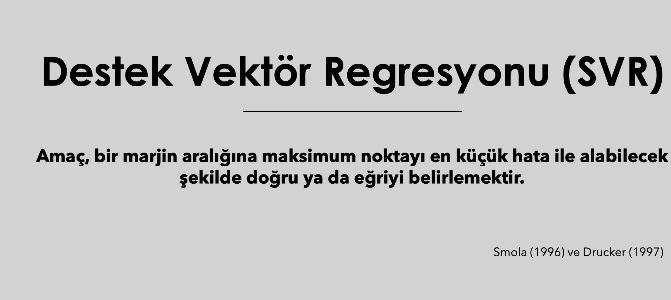 Destek Vektör Regresyonu (SVR)
Amaç, bir marjin aralığına maksimum noktayı en küçük hata ile alabilecek
şekilde doğru ya da eğriyi belirlemektir.
Smola (1996) ve Drucker (1997)